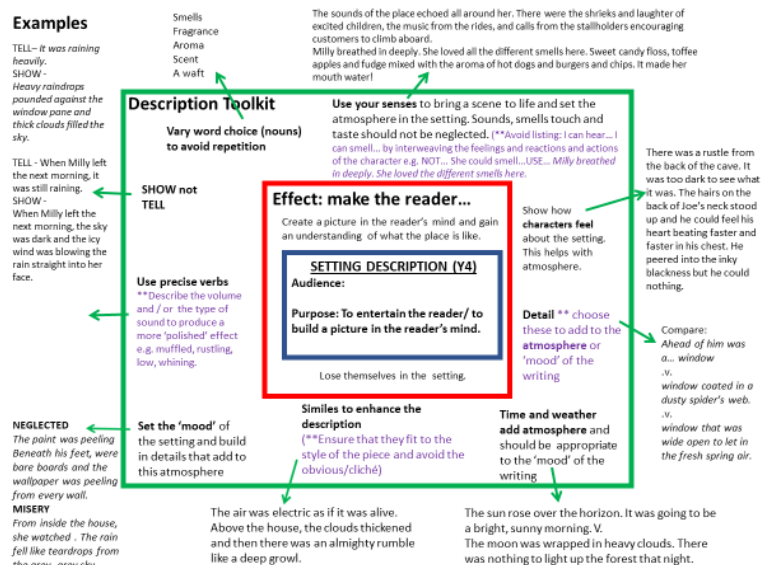 Examples
TELL– It was raining
heavily.
SHOW -
Heavy raindrops
pounded against the
window pane and
thick clouds filled the
sky.
TELL - When Milly left
the next morning, it
was still raining.
SHOW -
When Milly left the
next morning, the sky
was dark and the icy
wind was blowing the
rain straight into her
face.
NEGLECTED
The paint was peeling
Beneath his feet, were
bare boards and the
wallpaper was peeling
from every wall.
MISERY
From inside the house,
she watched . The rain
fell like teardrops from
the grey, grey sky
Smells
Fragrance
Aroma
Scent
A waft
The sounds of the place echoed all around her. There were the shrieks and laughter of
excited children, the music from the rides, and calls from the stallholders encouraging
customers to climb aboard.
Milly breathed in deeply. She loved all the different smells here. Sweet candy floss, toffee
apples and fudge mixed with the aroma of hot dogs and burgers and chips. It made her
mouth water!
Description Toolkit
Vary word choice (nouns)
to avoid repetition
Use your senses to bring a scene to life and set the
atmosphere in the setting. Sounds, smells touch and
taste should not be neglected. (**Avoid listing: I can hear... I
can smell... by interweaving the feelings and reactions and actions
of the character e.g. NOT... She could smell...USE... Milly breathed
in deeply. She loved the different smells here.
SHOW not
TELL
Effect: make the reader...
Create a picture in the reader's mind and gain
an understanding of what the place is like.
SETTING DESCRIPTION (Y4)
Audience:
Purpose: To entertain the reader/ to
build a picture in the reader's mind.
Lose themselves in the setting.
Show how
characters feel
about the setting.
This helps with
atmosphere.
There was a rustle from
the back of the cave. It
was too dark to see what
it was. The hairs on the
back of Joe's neck stood
up and he could feel his
heart beating faster and
faster in his chest. He
peered into the inky
blackness but he could
nothing.
Use precise verbs
**Describe the volume
and / or the type of
sound to produce a
more 'polished' effect
e.g. muffled, rustling,
low, whining.
Detail ** choose
these to add to the
atmosphere or
'mood' of the
writing
Compare:
Ahead of him was
a... window
.v.
window coated in a
dusty spider's web.
.v.
window that was
wide open to let in
the fresh spring air.
Set the 'mood' of
the setting and build
in details that add to
this atmosphere
Similes to enhance the
description
(**Ensure that they fit to the
style of the piece and avoid the
obvious/cliché)
Time and weather
add atmosphere and
should be appropriate
to the 'mood' of the
writing
The air was electric as if it was alive.
Above the house, the clouds thickened
and then there was an almighty rumble
like a deep growl.
The sun rose over the horizon. It was going to be
a bright, sunny morning. V.
The moon was wrapped in heavy clouds. There
was nothing to light up the forest that night.